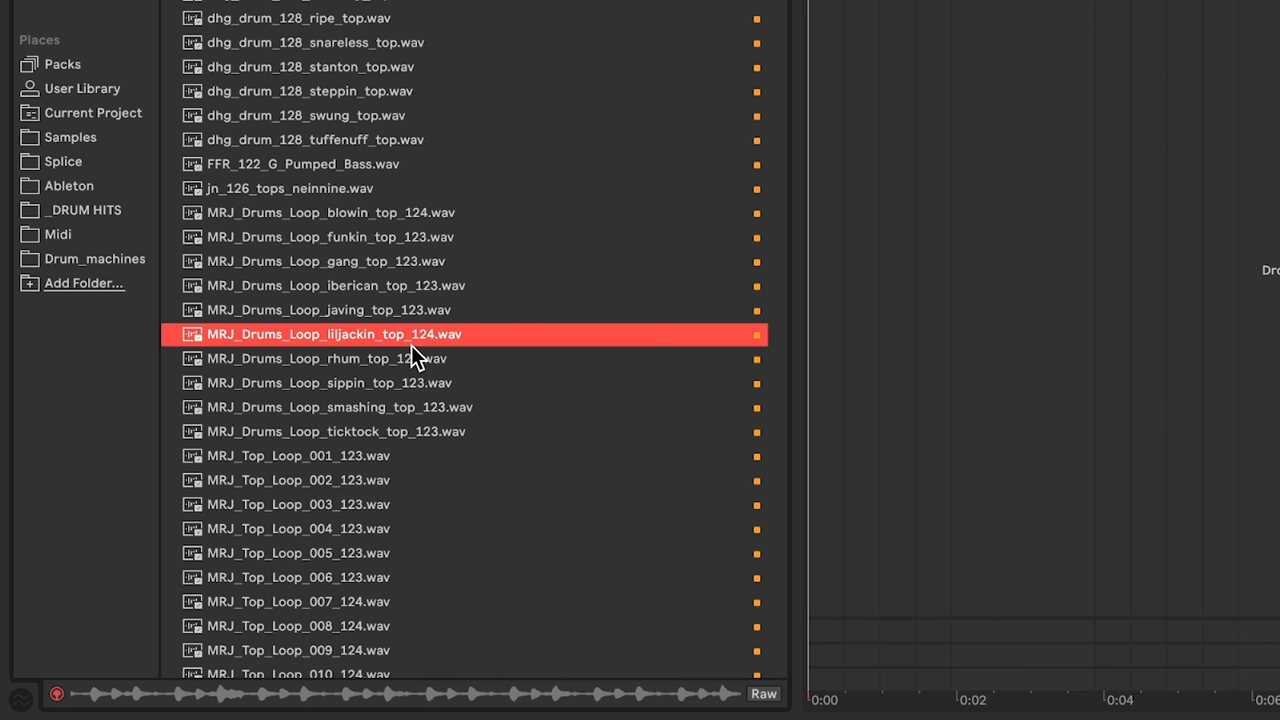 Places
Packs
User Library
Current Project
Samples
Splice
Ableton
_DRUM HITS
Midi
Drum_machines
Add Folder...
dhg_drum_128_ripe_top.wav
dhg_drum_128_snareless_top.wav
dhg_drum_128_stanton_top.wav
dhg_drum_128_steppin_top.wav
dhg_drum_128_swung_top.wav
dhg_drum_128_tuffenuff_top.wav
FFR_122_G_Pumped_Bass.wav
jn_126_tops_neinnine.wav
MRJ_Drums_Loop_blowin_top_124.wav
MRJ_Drums_Loop_funkin_top_123.wav
MRJ_Drums_Loop_gang_top_123.wav
MRJ_Drums_Loop_iberican_top_123.wav
MRJ_Drums_Loop_javing_top_123.wav
MRJ_Drums_Loop_liljackin_top_124.wav
MRJ_Drums_Loop_sippin_top_123.wav
MRJ_Drums_Loop_smashing_top_123.wav
MRJ_Drums_Loop_ticktock_top_123.wav
MRJ_Top_Loop_001_123.wav
MRJ_Top_Loop_002_123.wav
MRJ_Top_Loop_003_123.wav
MRJ_Top_Loop_004_123.wav
MRJ_Top_Loop_005_123.wav
MRJ_Top_Loop_006_123.wav
MRJ_Top_Loop_007_124.wav
MRJ_Top_Loop_008_124.wav
MRJ_Top_Loop_009_124.wav
MRJ_Top_Loop_010_124.wav
Raw
0:00
0:02
0:04